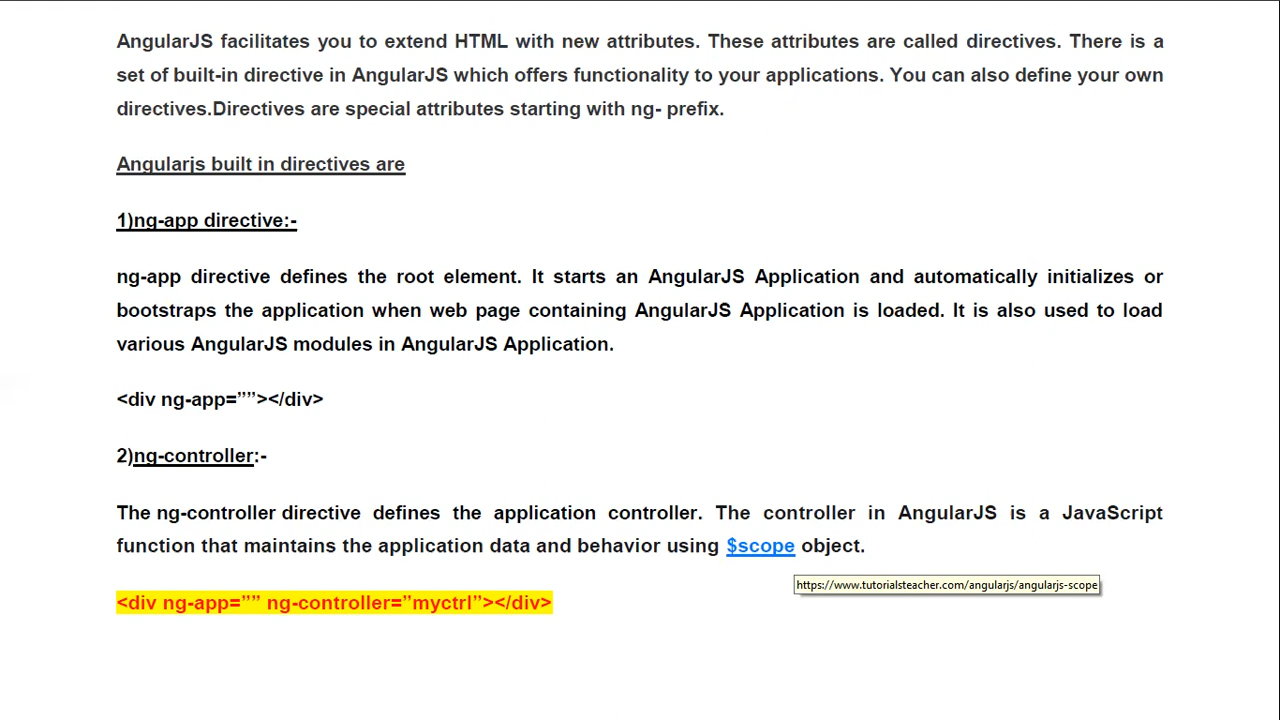 AngularJS facilitates you to extend HTML with new attributes. These attributes are called directives. There is a
set of built-in directive in AngularJS which offers functionality to your applications. You can also define your own
directives.Directives are special attributes starting with ng- prefix.
Angularjs built in directives are
1)ng-app directive:-
ng-app directive defines the root element. It starts an AngularJS Application and automatically initializes or
bootstraps the application when web page containing AngularJS Application is loaded. It is also used to load
various AngularJS modules in AngularJS Application.
<div ng-app=””></div>
2)ng-controller:-
The ng-controller directive defines the application controller. The controller in AngularJS is a JavaScript
function that maintains the application data and behavior using $scope object.
https://www.tutorialsteacher.com/angularjs/angularjs-scope
<div ng-app=”” ng-controller=”myctrl”></div>